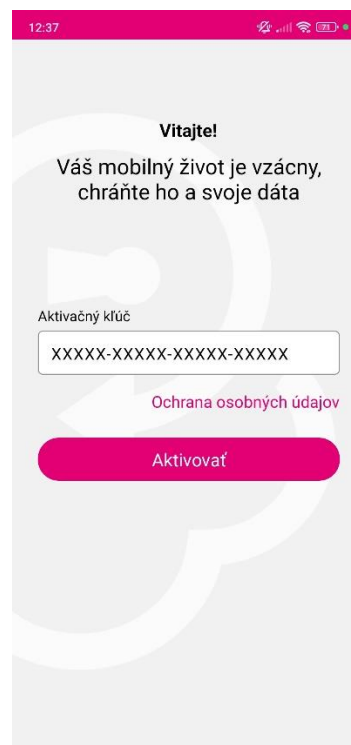 12:37
73
Vitajte!
Váš mobilný život je vzácny,
chráňte ho a svoje dáta
Aktivačný kľúč
XXXXX-XXXXX-XXXXX-XXXXX
Ochrana osobných údajov
Aktivovať